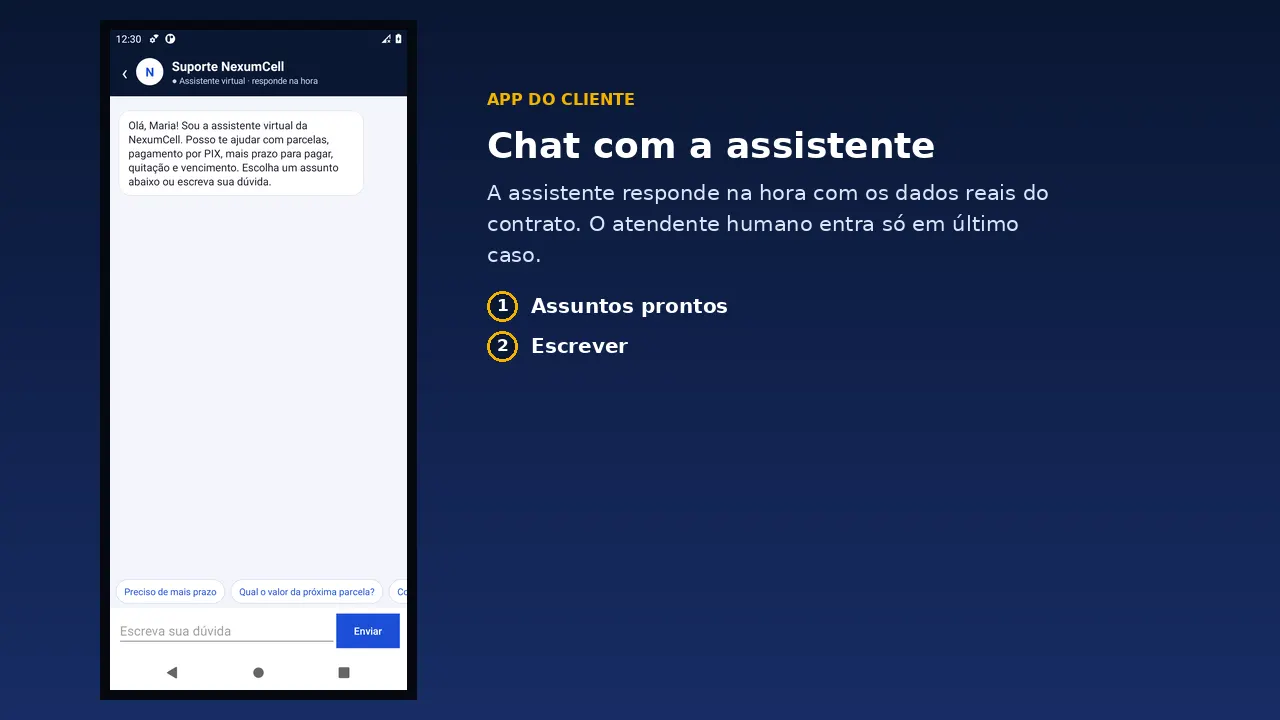 12:30
‹ N Suporte NexumCell
● Assistente virtual · responde na hora
Olá, Maria! Sou a assistente virtual da
NexumCell. Posso te ajudar com parcelas,
pagamento por PIX, mais prazo para pagar,
quitação e vencimento. Escolha um assunto
abaixo ou escreva sua dúvida.
Preciso de mais prazo
Qual o valor da próxima parcela?
Escreva sua dúvida
Enviar
APP DO CLIENTE
Chat com a assistente
A assistente responde na hora com os dados reais do
contrato. O atendente humano entra só em último
caso.
1 Assuntos prontos
2 Escrever